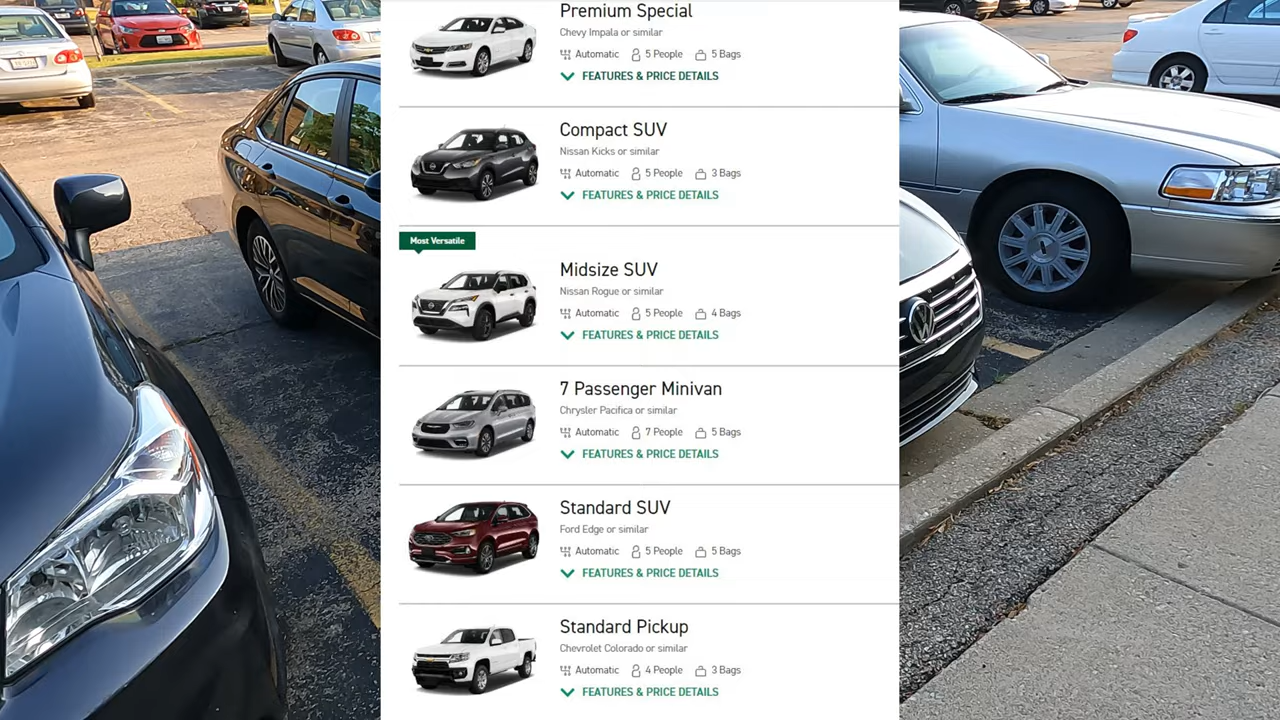 Premium Special
Chevy Impala or similar
Automatic 5 People 5 Bags
FEATURES & PRICE DETAILS
Compact SUV
Nissan Kicks or similar
Automatic 5 People 3 Bags
FEATURES & PRICE DETAILS
Most Versatile
Midsize SUV
Nissan Rogue or similar
Automatic 5 People 4 Bags
FEATURES & PRICE DETAILS
7 Passenger Minivan
Chrysler Pacifica or similar
Automatic 7 People 5 Bags
FEATURES & PRICE DETAILS
Standard SUV
Ford Edge or similar
Automatic 5 People 5 Bags
FEATURES & PRICE DETAILS
Standard Pickup
Chevrolet Colorado or similar
Automatic 4 People 3 Bags
FEATURES & PRICE DETAILS